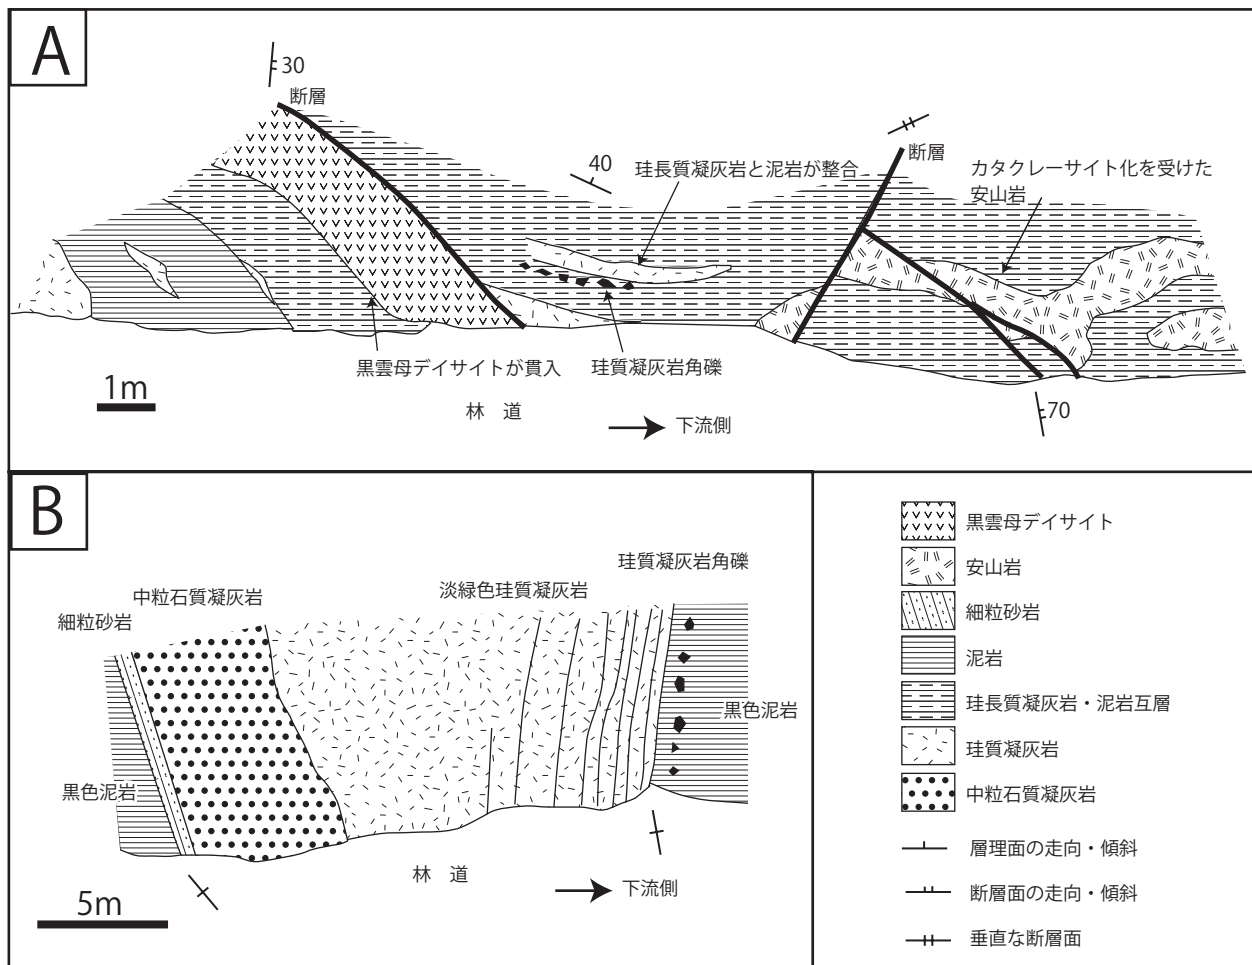 A
30
断層
40
珪長質凝灰岩と泥岩が整合
断層
カタクレーサイト化を受けた
安山岩
黒雲母デイサイトが貫入
珪質凝灰岩角礫
1m
林 道
下流側
70
B
珪質凝灰岩角礫
淡緑色珪質凝灰岩
中粒石質凝灰岩
細粒砂岩
黒色泥岩
黒色泥岩
林 道
下流側
5m
黒雲母デイサイト
安山岩
細粒砂岩
泥岩
珪長質凝灰岩・泥岩互層
珪質凝灰岩
中粒石質凝灰岩
層理面の走向・傾斜
断層面の走向・傾斜
垂直な断層面